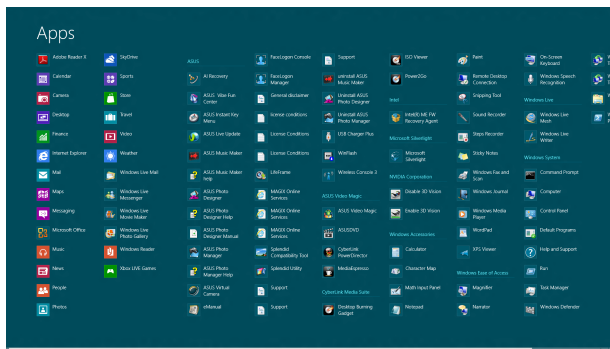 Apps
Adobe Reader X
Calendar
Camera
Desktop
Finance
Internet Explorer
Mail
Maps
Messaging
Microsoft Office
Music
News
People
Photos
SkyDrive
Sports
Store
Travel
Video
Weather
Windows Live Mail
Windows Live
Messenger
Windows Live
Movie Maker
Windows Live
Photo Gallery
Windows Reader
Xbox LIVE Games
ASUS
AI Recovery
ASUS Vibe Fun
Center
ASUS Instant Key
Menu
ASUS Live Update
ASUS Music Maker
ASUS Music Maker
help
ASUS Photo
Designer
ASUS Photo
Designer Help
ASUS Photo
Designer Manual
ASUS Photo
Manager
ASUS Photo
Manager Help
ASUS Virtual
Camera
eManual
FaceLogon Console
FaceLogon
Manager
General disclaimer
license conditions
License Conditions
License Conditions
LifeFrame
MAGIX Online
Services
MAGIX Online
Services
MAGIX Online
Services
Splendid
Compatibility Tool
Splendid Utility
Support
Support
Support
uninstall ASUS
Music Maker
Uninstall ASUS
Photo Designer
Uninstall ASUS
Photo Manager
USB Charger Plus
WinFlash
Wireless Console 3
ASUS Video Magic
ASUS Video Magic
ASUSDVD
CyberLink
PowerDirector
MediaEspresso
CyberLink Media Suite
Desktop Burning
Gadget
ISO Viewer
Power2Go
Intel
Intel(R) ME FW
Recovery Agent
Microsoft Silverlight
Microsoft
Silverlight
NVIDIA Corporation
Disable 3D Vision
Enable 3D Vision
Windows Accessories
Calculator
Character Map
Math Input Panel
Notepad
Paint
Remote Desktop
Connection
Snipping Tool
Sound Recorder
Steps Recorder
Sticky Notes
Windows Fax and
Scan
Windows Journal
Windows Media
Player
WordPad
XPS Viewer
Windows Ease of Access
Magnifier
Narrator
On-Screen
Keyboard
Windows Speech
Recognition
Windows Live
Windows Live
Mesh
Windows Live
Writer
Windows System
Command Prompt
Computer
Control Panel
Default Programs
Help and Support
Run
Task Manager
Windows Defender